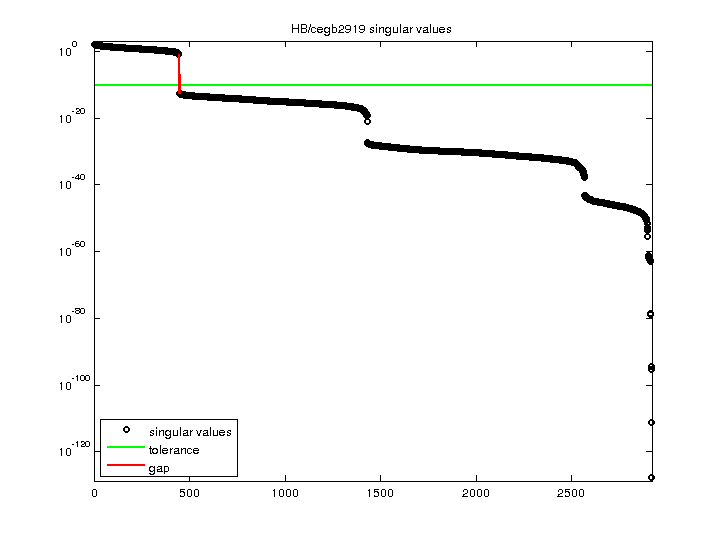 HB/cegb2919 singular values
10^0
10^-20
10^-40
10^-60
10^-80
10^-100
10^-120
singular values
tolerance
gap
0 500 1000 1500 2000 2500